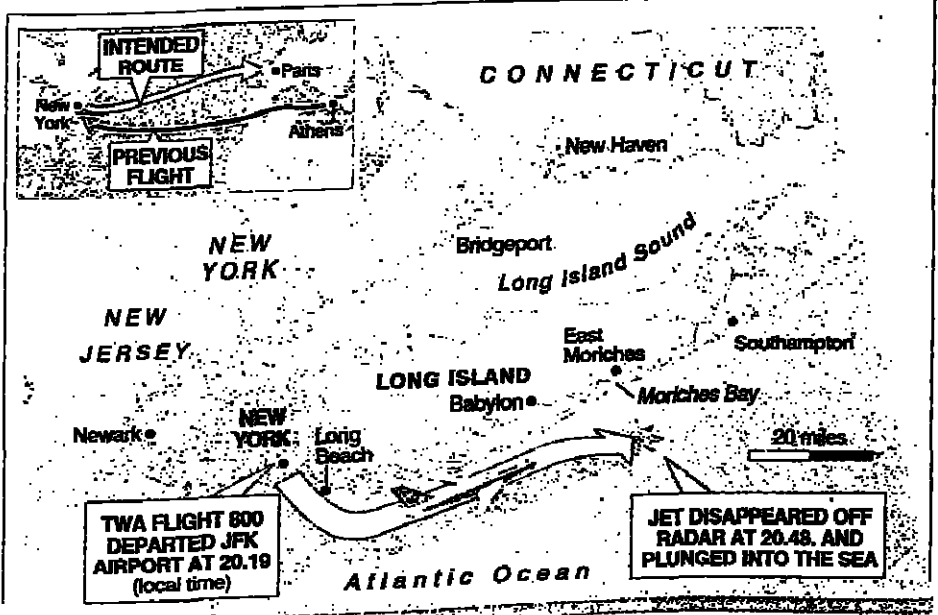 INTENDED
ROUTE
Paris
New
York
Athens
PREVIOUS
FLIGHT
CONNECTICUT
New Haven
NEW
YORK
Bridgeport
Long Island Sound
NEW
JERSEY
East
Moriches
Southampton
LONG ISLAND
Babylon
Moriches Bay
Newark
NEW
YORK
Long
Beach
20 miles
TWA FLIGHT 800
DEPARTED JFK
AIRPORT AT 20.19
(local time)
JET DISAPPEARED OFF
RADAR AT 20.48. AND
PLUNGED INTO THE SEA
Atlantic Ocean